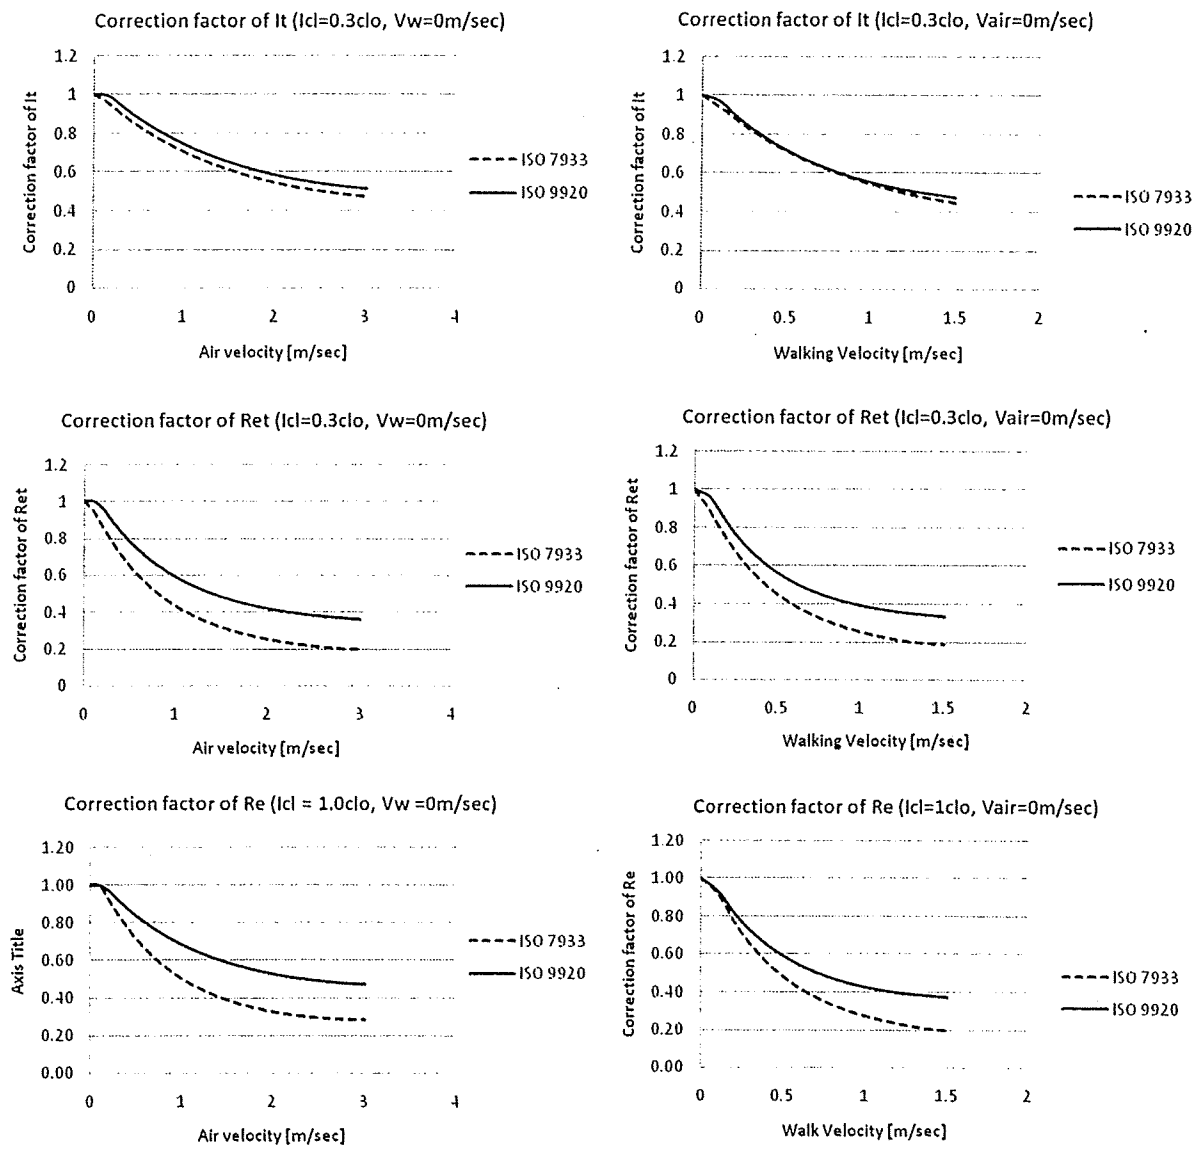 Correction factor of It (Icl=0.3clo, Vw=0m/sec)
Correction factor of It
1.2
1
0.8
0.6
0.4
0.2
0
0 1 2 3 4
Air velocity [m/sec]
ISO 7933
ISO 9920
Correction factor of It (Icl=0.3clo, Vair=0m/sec)
Correction factor of It
1.2
1
0.8
0.6
0.4
0.2
0
0 0.5 1 1.5 2
Walking Velocity [m/sec]
ISO 7933
ISO 9920
Correction factor of Ret (Icl=0.3clo, Vw=0m/sec)
Correction factor of Ret
1.2
1
0.8
0.6
0.4
0.2
0
0 1 2 3 4
Air velocity [m/sec]
ISO 7933
ISO 9920
Correction factor of Ret (Icl=0.3clo, Vair=0m/sec)
Correction factor of Ret
1.2
1
0.8
0.6
0.4
0.2
0
0 0.5 1 1.5 2
Walking Velocity [m/sec]
ISO 7933
ISO 9920
Correction factor of Re (Icl = 1.0clo, Vw =0m/sec)
Axis Title
1.20
1.00
0.80
0.60
0.40
0.20
0.00
0 1 2 3 4
Air velocity [m/sec]
ISO 7933
ISO 9920
Correction factor of Re (Icl=1clo, Vair=0m/sec)
Correction factor of Re
1.20
1.00
0.80
0.60
0.40
0.20
0.00
0 0.5 1 1.5 2
Walk Velocity [m/sec]
ISO 7933
ISO 9920